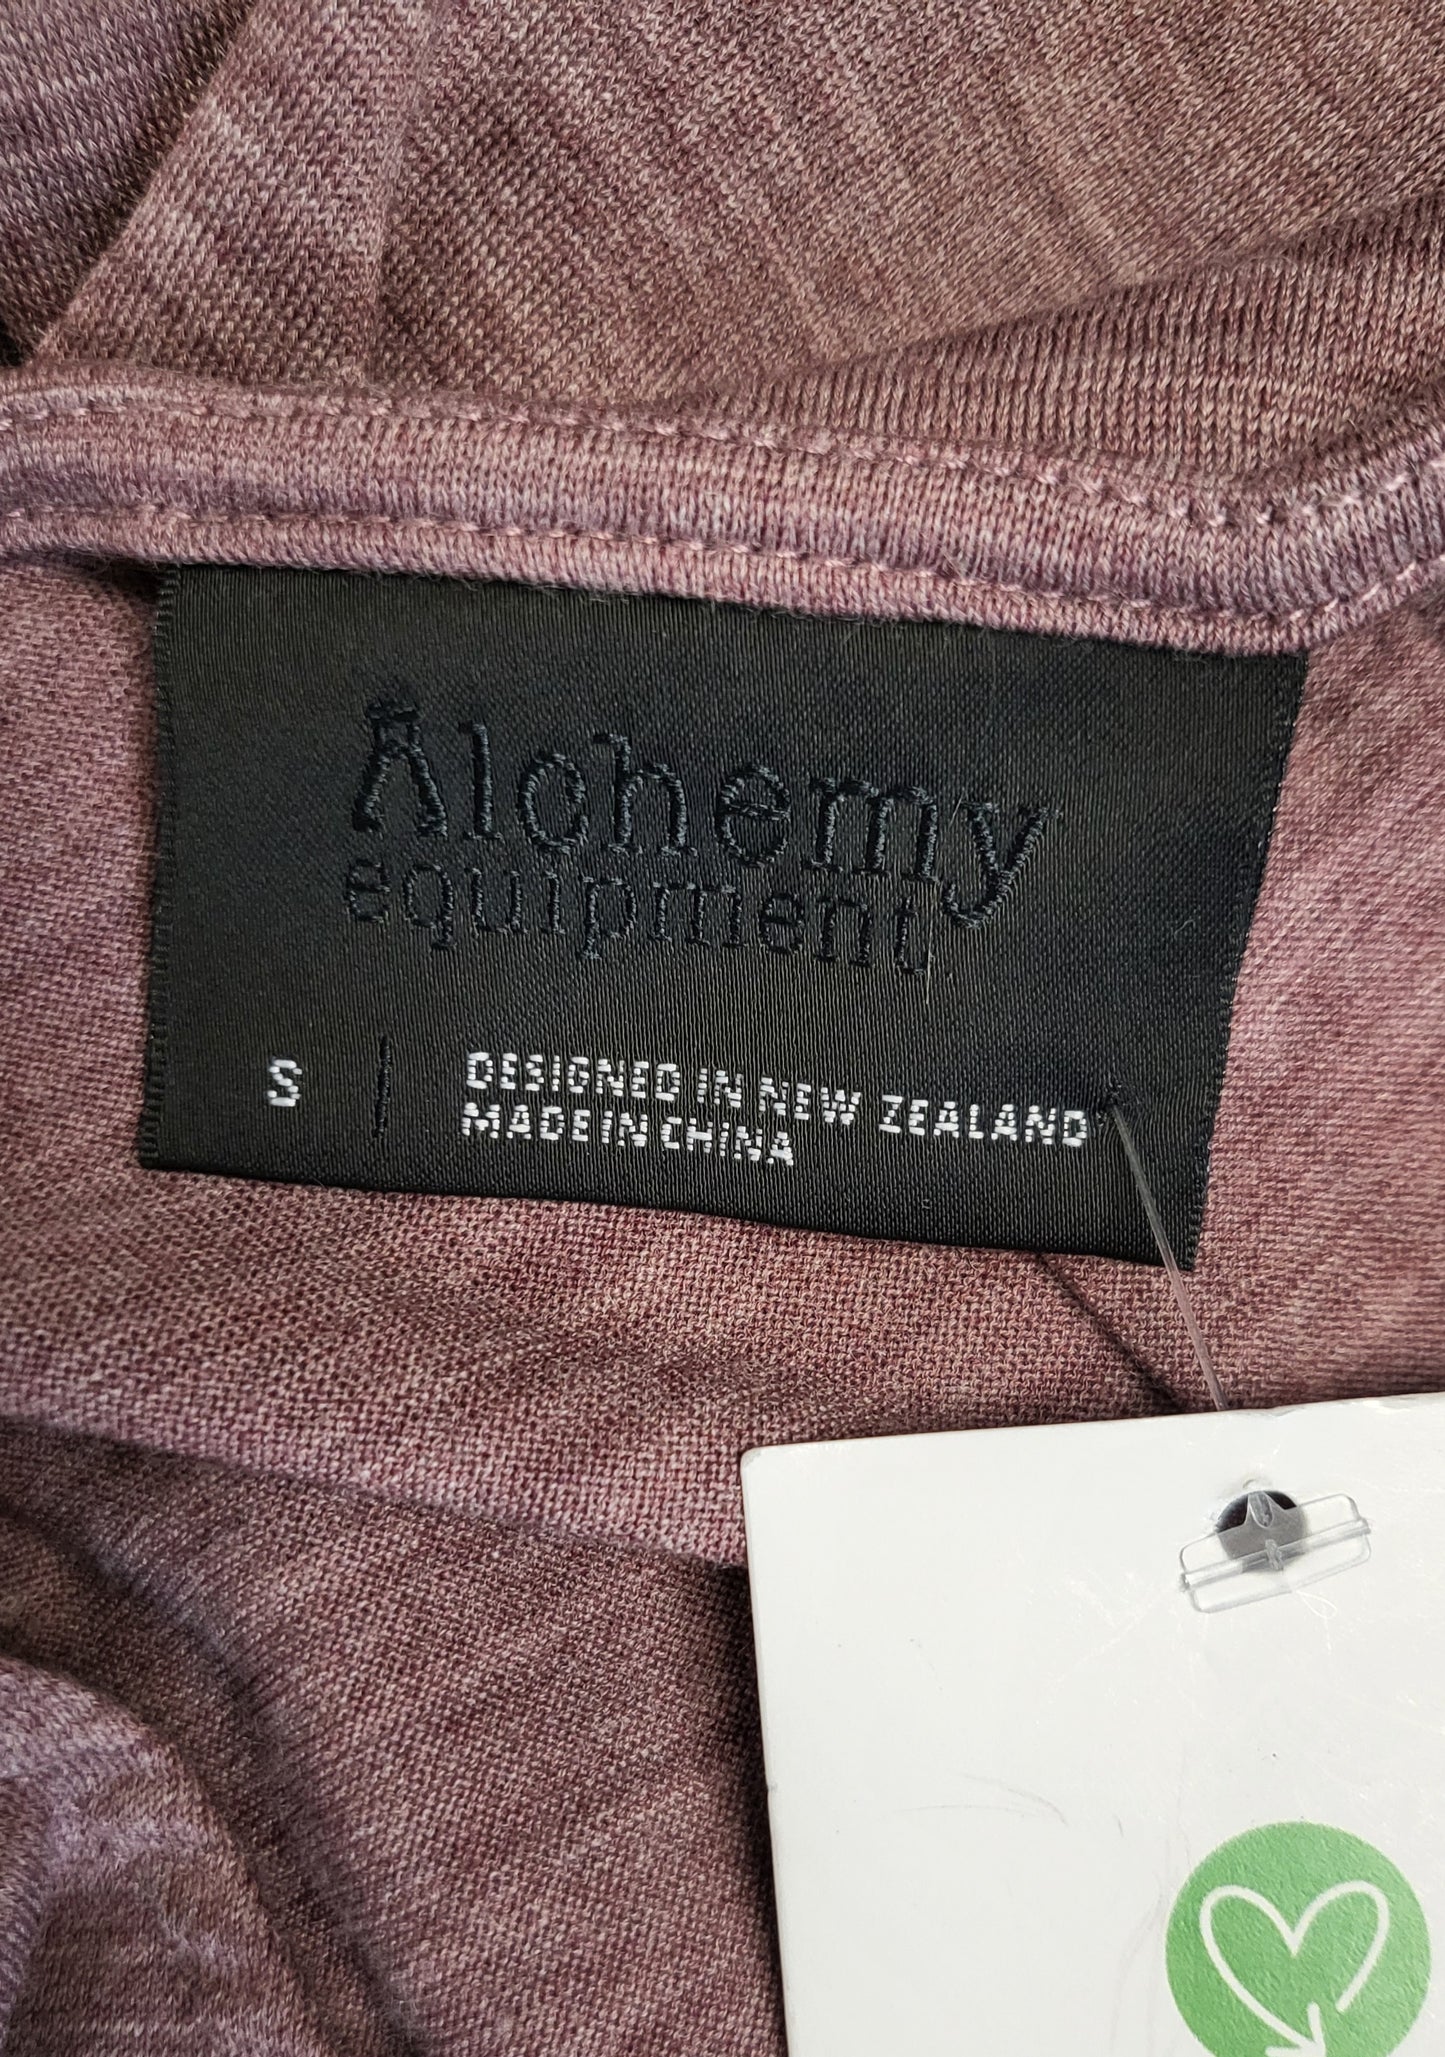 Alchemy
equipment
S
DESIGNED IN NEW ZEALAND
MADE IN CHINA